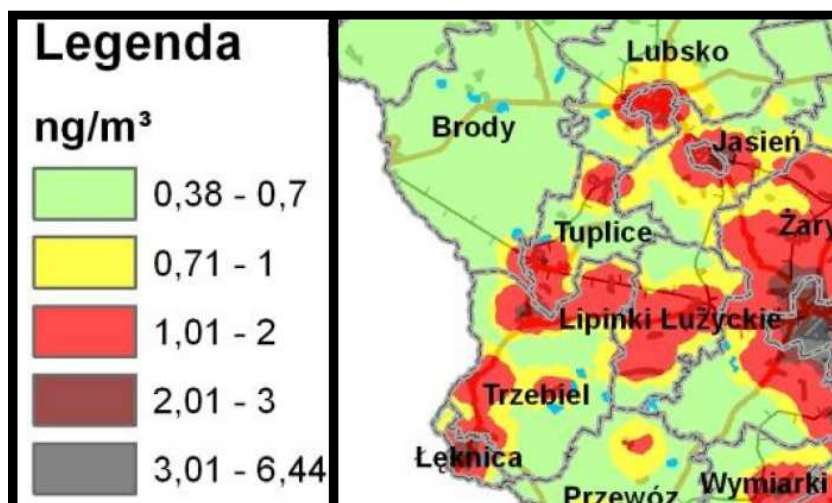 Legenda
ng/m³
0,38 - 0,7
0,71 - 1
1,01 - 2
2,01 - 3
3,01 - 6,44
Lubsko
Brody
Jasień
Tuplice
Żary
Lipinki Łużyckie
Trzebiel
Łęknica
Przewóz
Wymiarki